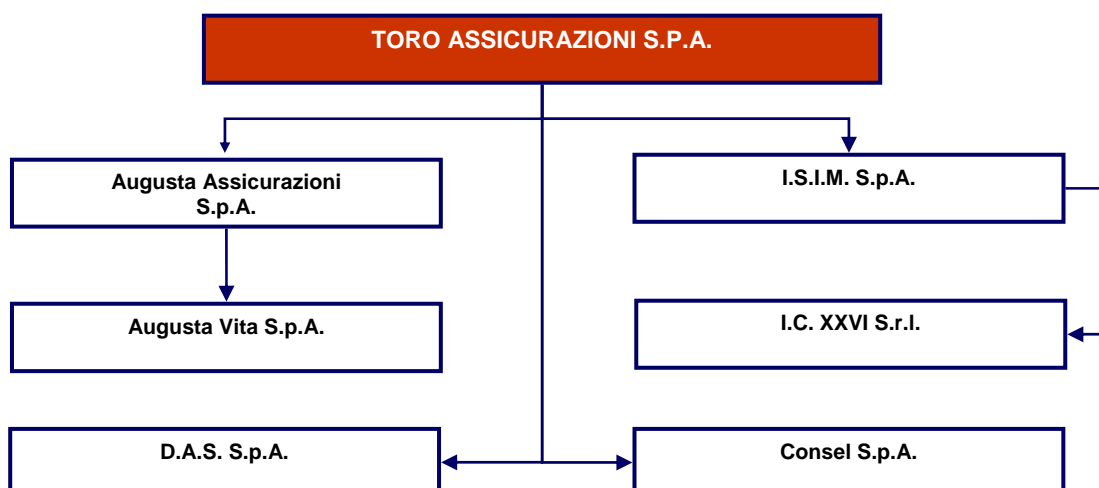 TORO ASSICURAZIONI S.P.A.
Augusta Assicurazioni
S.p.A.
I.S.I.M. S.p.A.
Augusta Vita S.p.A.
I.C. XXVI S.r.l.
D.A.S. S.p.A.
Consel S.p.A.